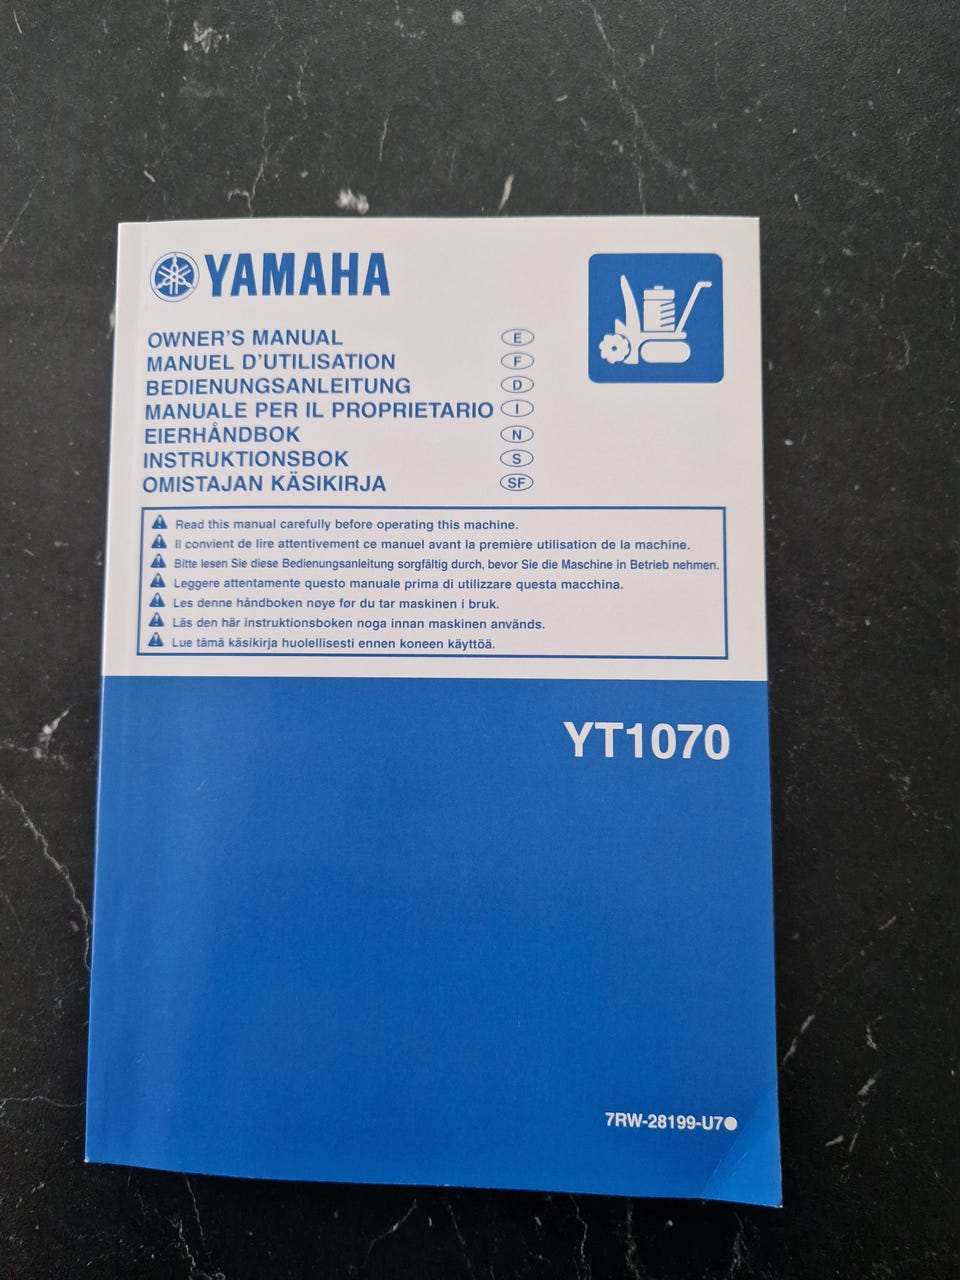 YAMAHA
OWNER'S MANUAL E
MANUEL D'UTILISATION F
BEDIENUNGSANLEITUNG D
MANUALE PER IL PROPRIETARIO I
EIERHÅNDBOK N
INSTRUKTIONSBOK S
OMISTAJAN KÄSIKIRJA SF
Read this manual carefully before operating this machine.
Il convient de lire attentivement ce manuel avant la première utilisation de la machine.
Bitte lesen Sie diese Bedienungsanleitung sorgfältig durch, bevor Sie die Maschine in Betrieb nehmen.
Leggere attentamente questo manuale prima di utilizzare questa macchina.
Les denne håndboken nøye før du tar maskinen i bruk.
Läs den här instruktionsboken noga innan maskinen används.
Lue tämä käsikirja huolellisesti ennen koneen käyttöä.
YT1070
7RW-28199-U7●